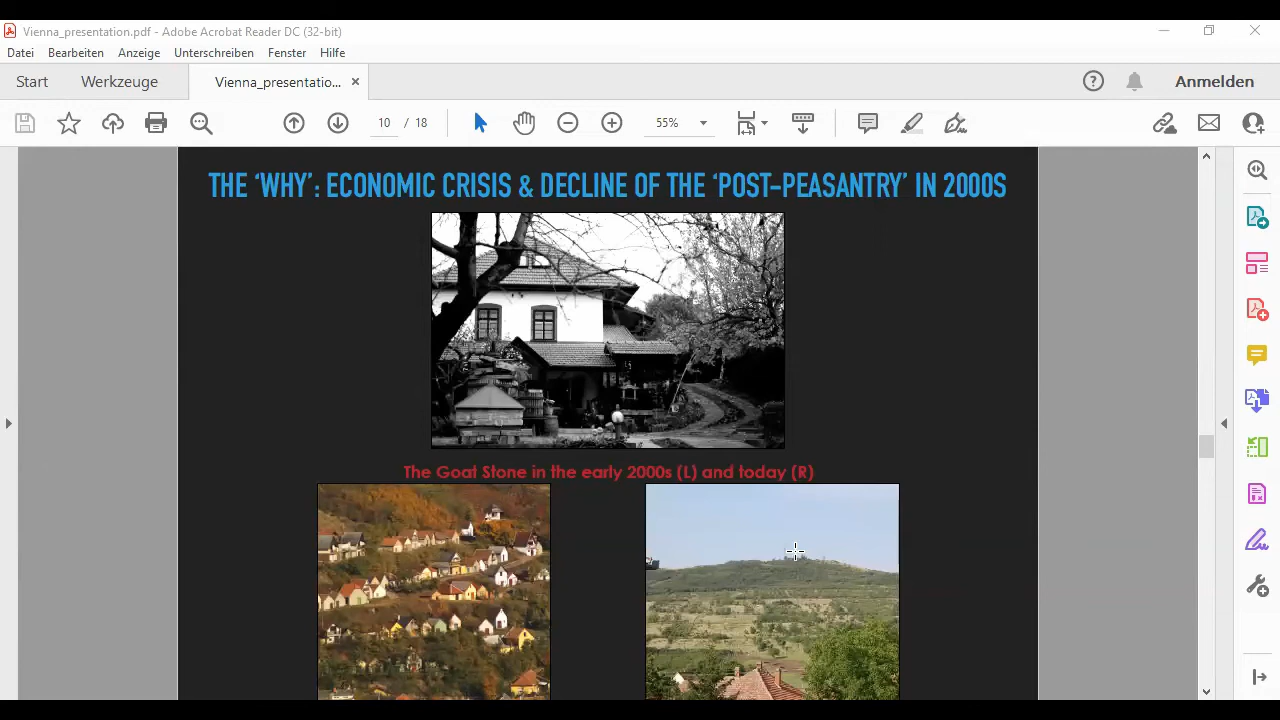 Vienna_presentation.pdf - Adobe Acrobat Reader DC (32-bit)
Datei Bearbeiten Anzeige Unterschreiben Fenster Hilfe
Start Werkzeuge Vienna_presentatio... Anmelden
10 / 18 55%
THE ‘WHY’: ECONOMIC CRISIS & DECLINE OF THE ‘POST-PEASANTRY’ IN 2000S
The Goat Stone in the early 2000s (L) and today (R)